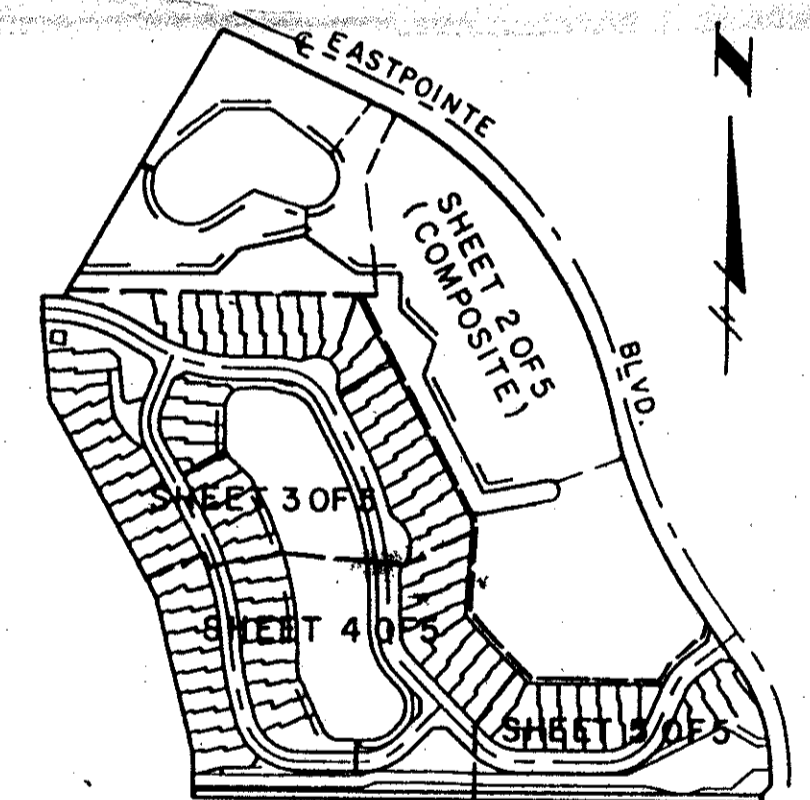 N
℄ EASTPOINTE
BLVD.
SHEET 2 OF 5
(COMPOSITE)
SHEET 3 OF 5
SHEET 4 OF 5
SHEET 5 OF 5